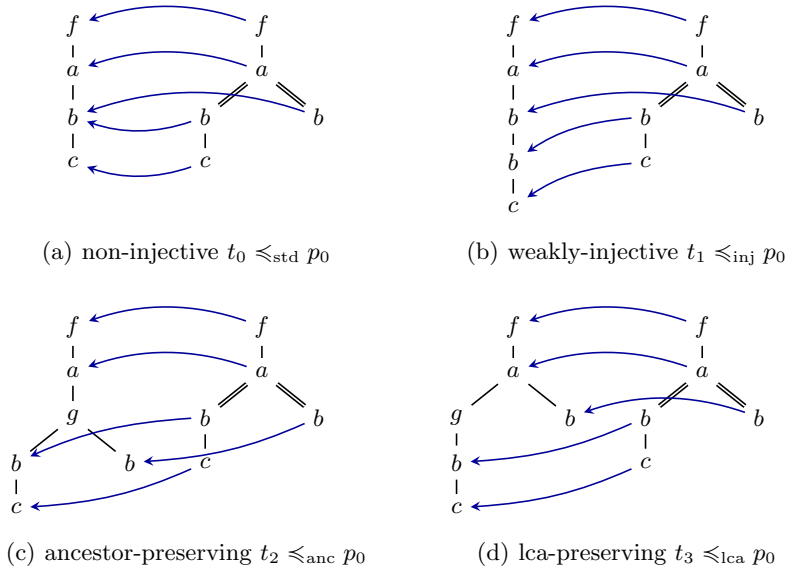 f f f f
a a a a
b b b b b b
c c b c
c
(a) non-injective t₀ ≼std p₀ (b) weakly-injective t₁ ≼inj p₀
f f f f
a a a a
g b b g b b b
b b c b c
c c
(c) ancestor-preserving t₂ ≼anc p₀ (d) lca-preserving t₃ ≼lca p₀